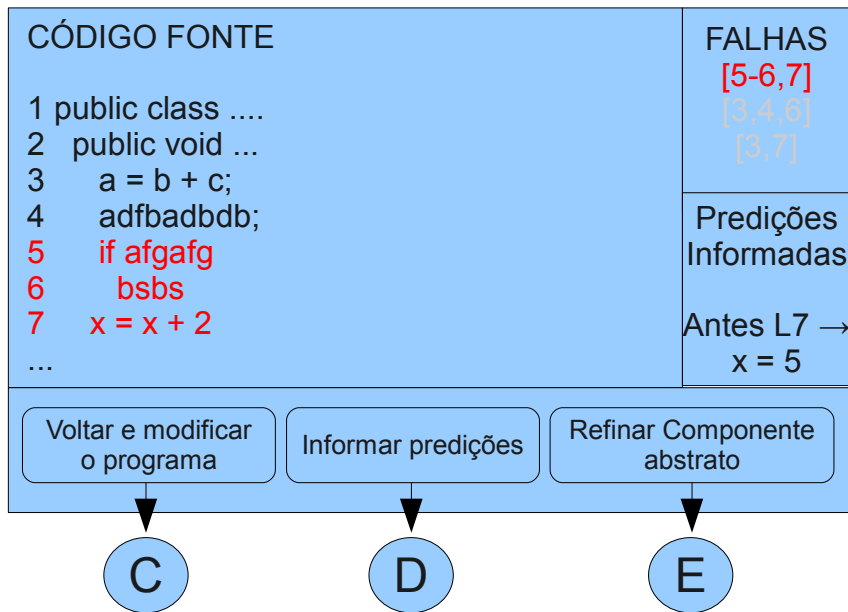 CÓDIGO FONTE
1 public class ....
2 public void ...
3 a = b + c;
4 adfbadbdb;
5 if afgafg
6 bsbs
7 x = x + 2
...
FALHAS
[5-6,7]
[3,4,6]
[3,7]
Predições
Informadas
Antes L7 →
x = 5
Voltar e modificar
o programa
Informar predições
Refinar Componente
abstrato
C
D
E